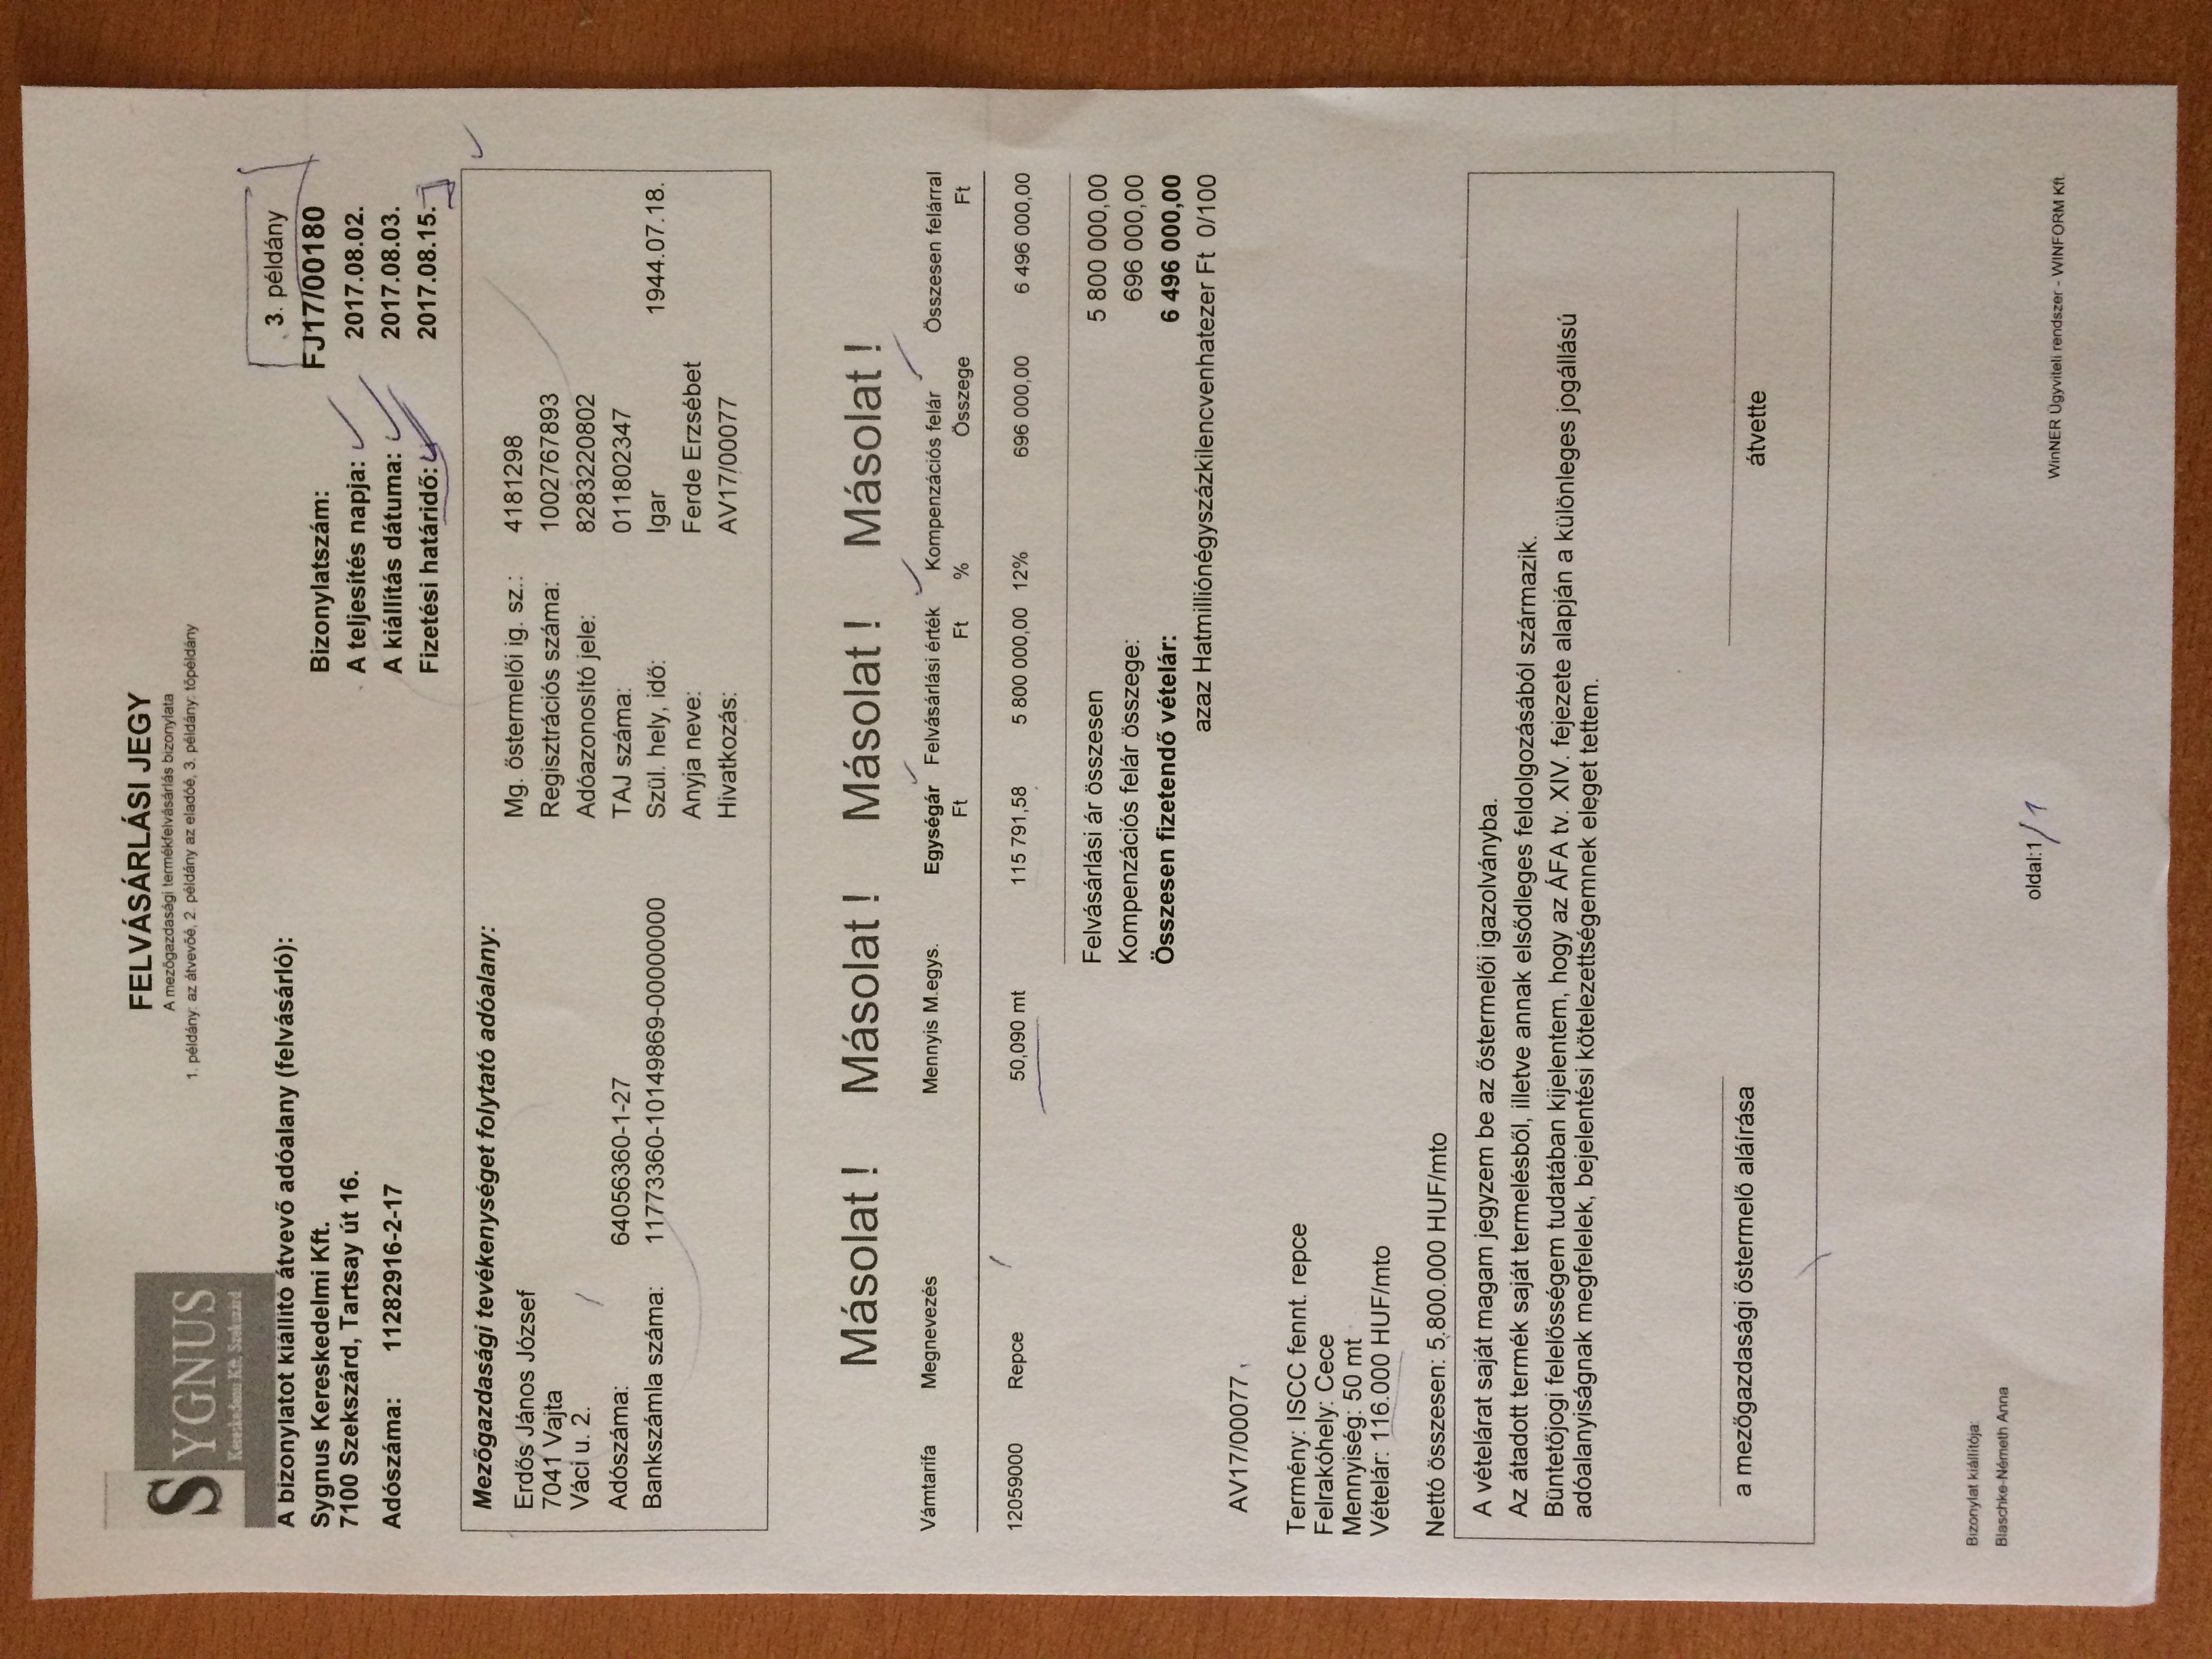 SYGNUS
Kereskedelmi Kft. Szekszárd
FELVÁSÁRLÁSI JEGY
A mezőgazdasági termékfelvásárlás bizonylata
1. példány: az átvevőé, 2. példány az eladóé, 3. példány: tőpéldány
A bizonylatot kiállító átvevő adóalany (felvásárló):
Sygnus Kereskedelmi Kft.
7100 Szekszárd, Tartsay út 16.
Adószáma: 11282916-2-17
3. példány
Bizonylatszám: FJ17/00180
A teljesítés napja: 2017.08.02.
A kiállítás dátuma: 2017.08.03.
Fizetési határidő: 2017.08.15.
Mezőgazdasági tevékenységet folytató adóalany:
Erdős János József
7041 Vajta
Váci u. 2.
Adószáma: 64056360-1-27
Bankszámla száma: 11773360-10149869-00000000
Mg. őstermelői ig. sz.: 4181298
Regisztrációs száma: 1002767893
Adóazonosító jele: 8283220802
TAJ száma: 011802347
Szül. hely, idő: Igar 1944.07.18.
Anyja neve: Ferde Erzsébet
Hivatkozás: AV17/00077
Másolat ! Másolat ! Másolat ! Másolat !
Vámtarifa Megnevezés Mennyis M.egys. Egységár Felvásárlási érték Kompenzációs felár Összesen felárral
Ft Ft % Összege Ft
12059000 Repce 50,090 mt 115 791,58 5 800 000,00 12% 696 000,00 6 496 000,00
Felvásárlási ár összesen 5 800 000,00
Kompenzációs felár összege: 696 000,00
Összesen fizetendő vételár: 6 496 000,00
azaz Hatmilliónégyszázkilencvenhatezer Ft 0/100
AV17/00077
Termény: ISCC fennt. repce
Felrakóhely: Cece
Mennyiség: 50 mt
Vételár: 116.000 HUF/mto
Nettó összesen: 5.800.000 HUF/mto
A vételárat saját magam jegyzem be az őstermelői igazolványba.
Az átadott termék saját termelésből, illetve annak elsődleges feldolgozásából származik.
Büntetőjogi felelősségem tudatában kijelentem, hogy az ÁFA tv. XIV. fejezete alapján a különleges jogállású
adóalanyiságnak megfelelek, bejelentési kötelezettségemnek eleget tettem.
a mezőgazdasági őstermelő aláírása
átvette
Bizonylat kiállítója:
Blaschke-Németh Anna
oldal:1/1
WinNER Ügyviteli rendszer - WINFORM Kft.